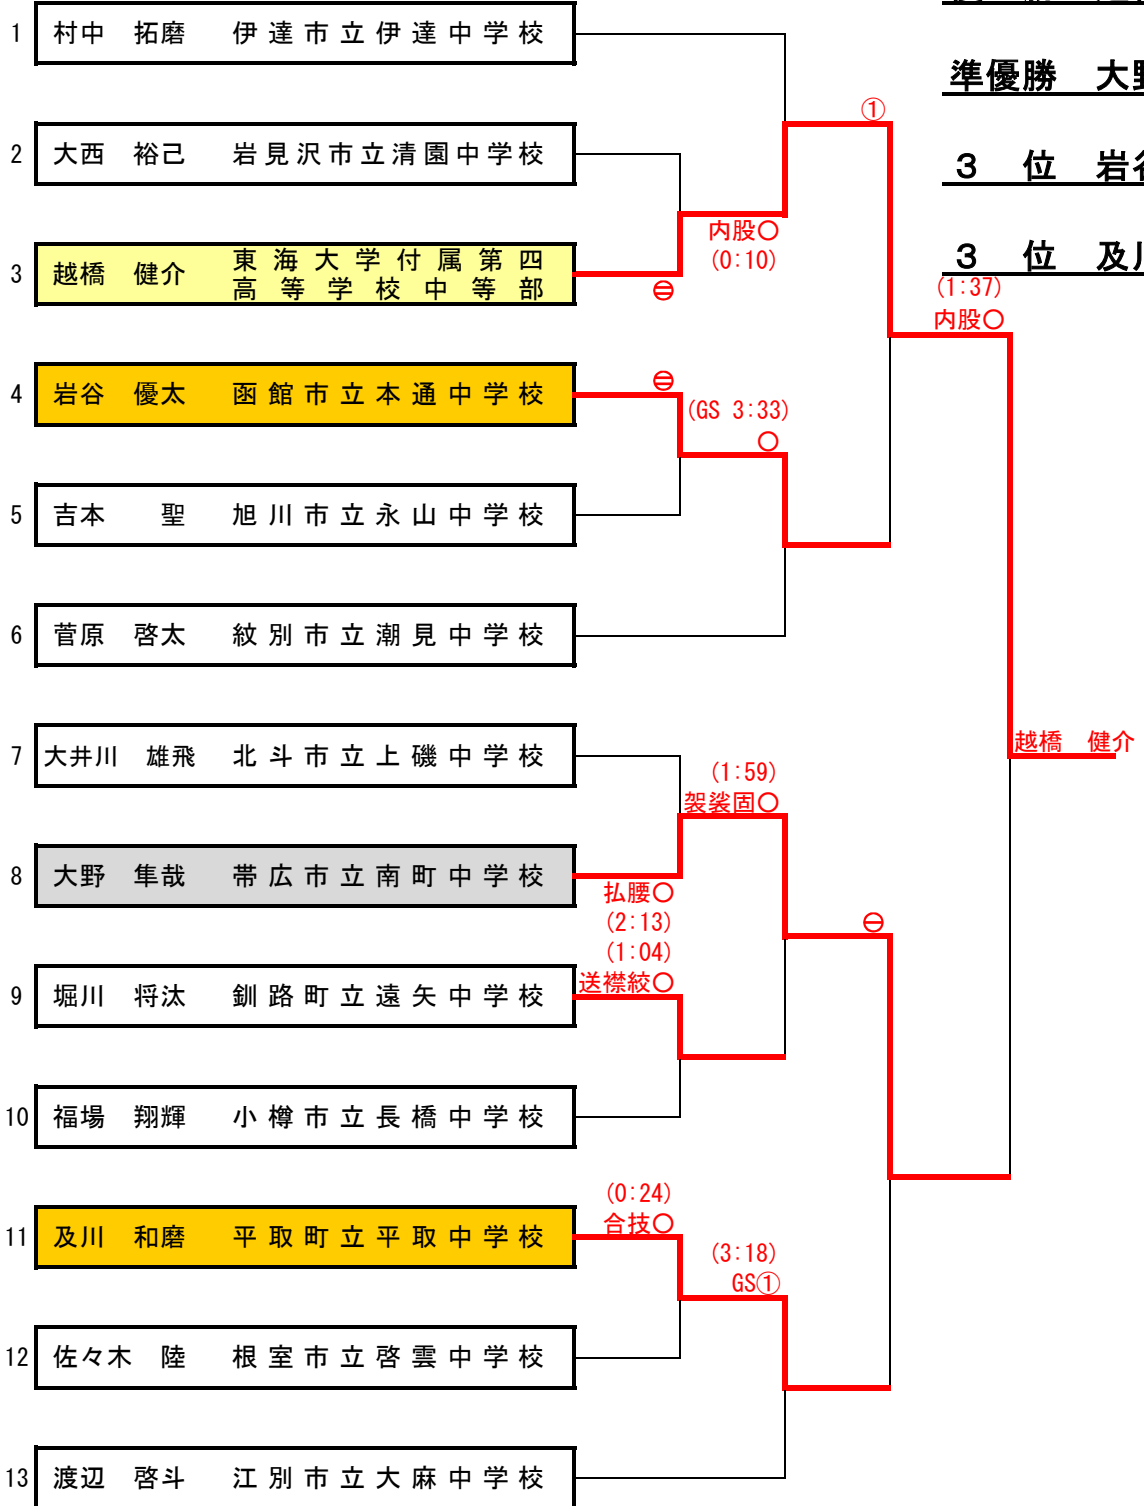 1 村中 拓磨 伊達市立伊達中学校
準優勝 大野
①
2 大西 裕己 岩見沢市立清園中学校
3 位 岩谷
内股〇
(0:10)
3 越橋 健介 東海大学付属第四
高等学校中等部
3 位 及川
(1:37)
内股〇
4 岩谷 優太 函館市立本通中学校
(GS 3:33)
〇
5 吉本 聖 旭川市立永山中学校
6 菅原 啓太 紋別市立潮見中学校
7 大井川 雄飛 北斗市立上磯中学校
越橋 健介
(1:59)
袈裟固〇
8 大野 隼哉 帯広市立南町中学校
払腰〇
(2:13)
(1:04)
送襟絞〇
9 堀川 将汰 釧路町立遠矢中学校
10 福場 翔輝 小樽市立長橋中学校
(0:24)
合技〇
11 及川 和磨 平取町立平取中学校
(3:18)
GS①
12 佐々木 陸 根室市立啓雲中学校
13 渡辺 啓斗 江別市立大麻中学校